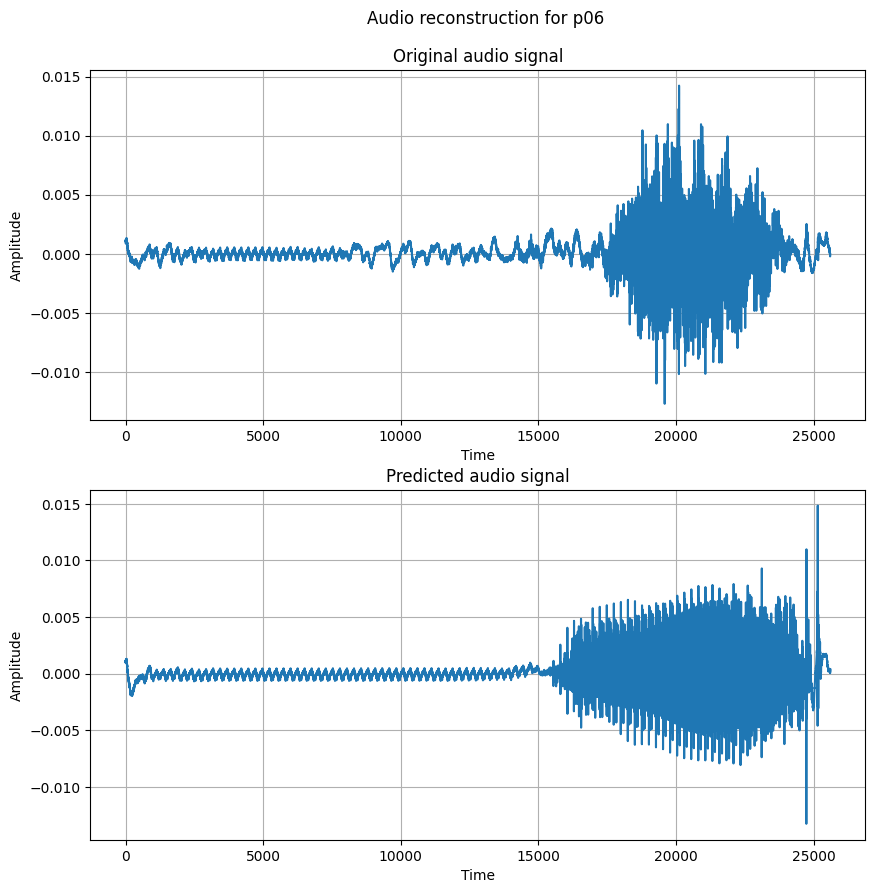 Audio reconstruction for p06
Original audio signal
0.015
0.010
0.005
0.000
−0.005
−0.010
Amplitude
0 5000 10000 15000 20000 25000
Time
Predicted audio signal
0.015
0.010
0.005
0.000
−0.005
−0.010
Amplitude
0 5000 10000 15000 20000 25000
Time